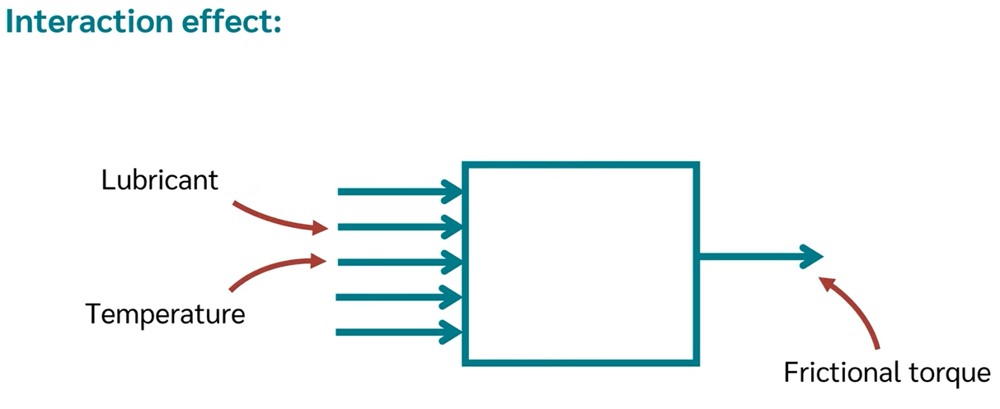 Interaction effect:
Lubricant
Temperature
Frictional torque